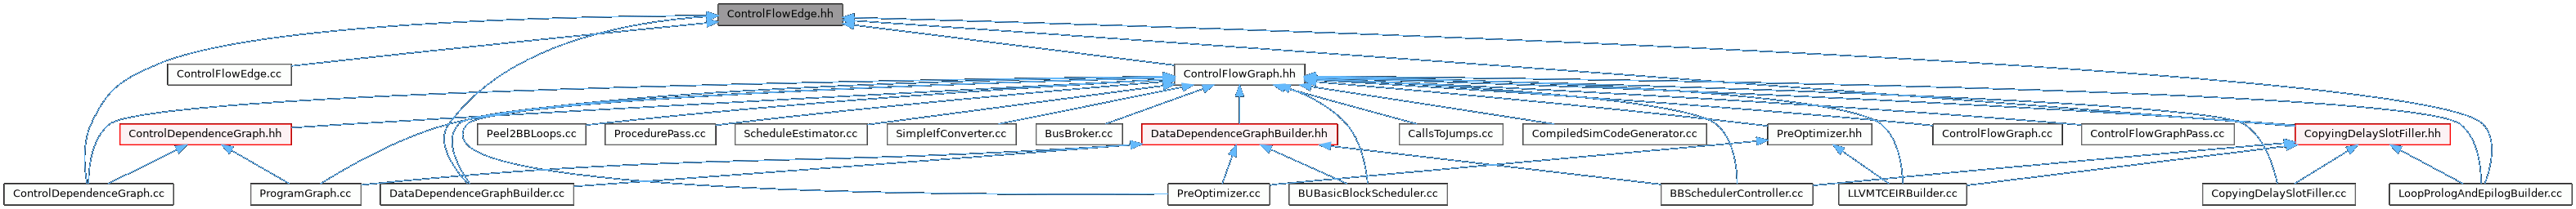 ControlFlowEdge.hh
ControlFlowEdge.cc
ControlFlowGraph.hh
ControlDependenceGraph.hh
Peel2BBLoops.cc
ProcedurePass.cc
ScheduleEstimator.cc
SimpleIfConverter.cc
BusBroker.cc
DataDependenceGraphBuilder.hh
CallsToJumps.cc
CompiledSimCodeGenerator.cc
PreOptimizer.hh
ControlFlowGraph.cc
ControlFlowGraphPass.cc
CopyingDelaySlotFiller.hh
ControlDependenceGraph.cc
ProgramGraph.cc
DataDependenceGraphBuilder.cc
PreOptimizer.cc
BUBasicBlockScheduler.cc
BBSchedulerController.cc
LLVMTCEIRBuilder.cc
CopyingDelaySlotFiller.cc
LoopPrologAndEpilogBuilder.cc